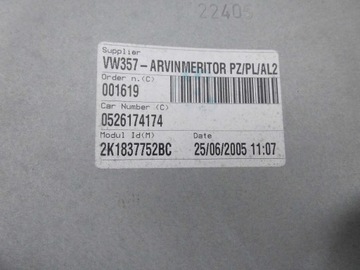 22405
Supplier
VW357-ARVINMERITOR PZ/PL/AL2
Order n.(C)
001619
Car Number (C)
0526174174
Modul Id(M) Date
2K1837752BC 25/06/2005 11:07